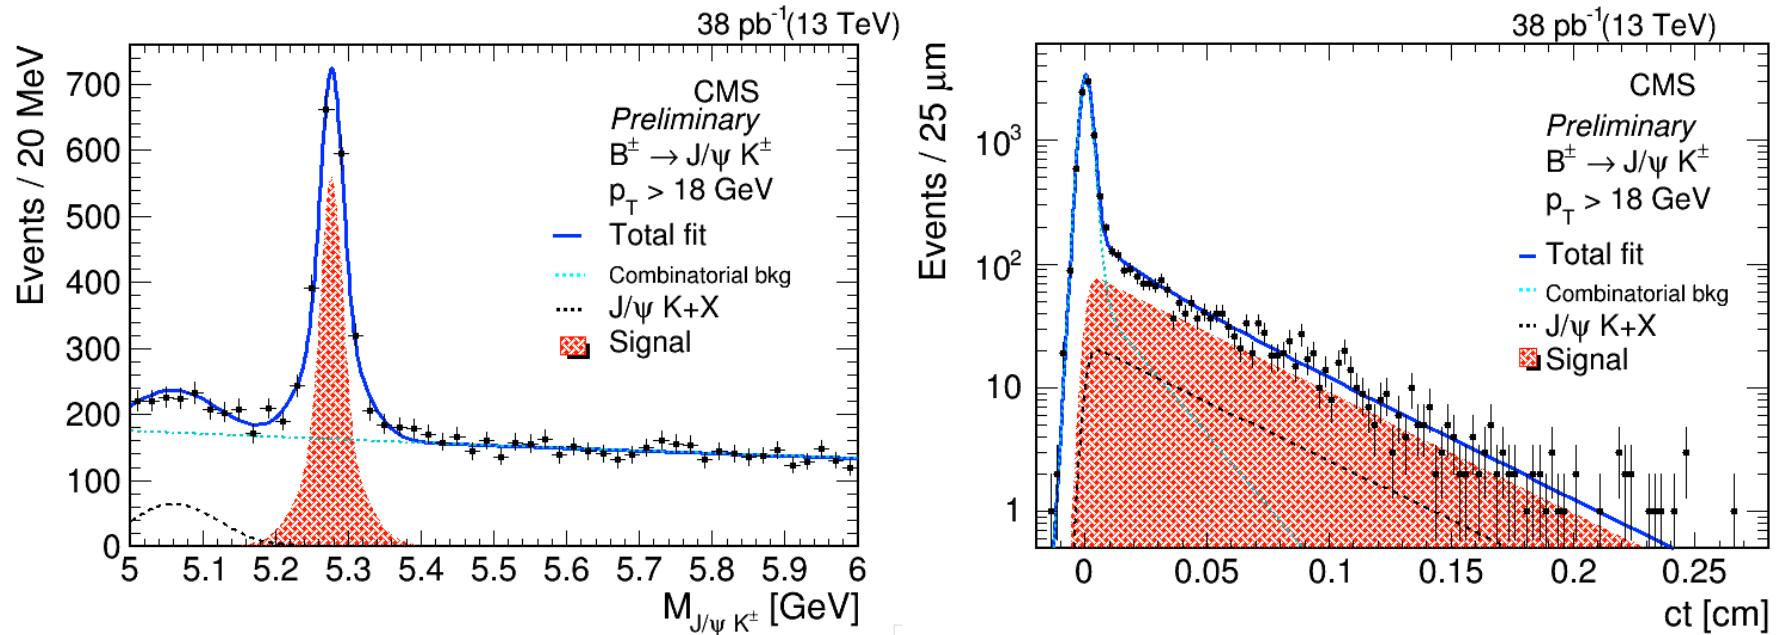 38 pb⁻¹(13 TeV)
Events / 20 MeV
700
600
500
400
300
200
100
0
CMS
Preliminary
B± → J/ψ K±
p_T > 18 GeV
Total fit
Combinatorial bkg
J/ψ K+X
Signal
5 5.1 5.2 5.3 5.4 5.5 5.6 5.7 5.8 5.9 6
M_J/ψ K± [GeV]
38 pb⁻¹(13 TeV)
Events / 25 μm
10³
10²
10
1
CMS
Preliminary
B± → J/ψ K±
p_T > 18 GeV
Total fit
Combinatorial bkg
J/ψ K+X
Signal
0 0.05 0.1 0.15 0.2 0.25
ct [cm]